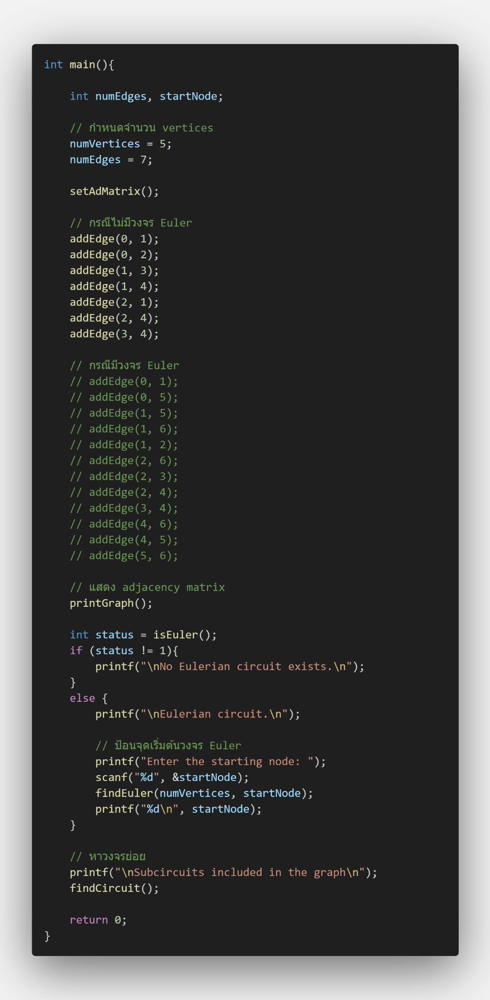 int main(){
int numEdges, startNode;
// กำหนดจำนวน vertices
numVertices = 5;
numEdges = 7;
setAdMatrix();
// กรณีไม่มีวงจร Euler
addEdge(0, 1);
addEdge(0, 2);
addEdge(1, 3);
addEdge(1, 4);
addEdge(2, 1);
addEdge(2, 4);
addEdge(3, 4);
// กรณีมีวงจร Euler
// addEdge(0, 1);
// addEdge(0, 5);
// addEdge(1, 5);
// addEdge(1, 6);
// addEdge(1, 2);
// addEdge(2, 6);
// addEdge(2, 3);
// addEdge(2, 4);
// addEdge(3, 4);
// addEdge(4, 6);
// addEdge(4, 5);
// addEdge(5, 6);
// แสดง adjacency matrix
printGraph();
int status = isEuler();
if (status != 1){
printf("\nNo Eulerian circuit exists.\n");
}
else {
printf("\nEulerian circuit.\n");
// ป้อนจุดเริ่มต้นวงจร Euler
printf("Enter the starting node: ");
scanf("%d", &startNode);
findEuler(numVertices, startNode);
printf("%d\n", startNode);
}
// หาวงจรย่อย
printf("\nSubcircuits included in the graph\n");
findCircuit();
return 0;
}